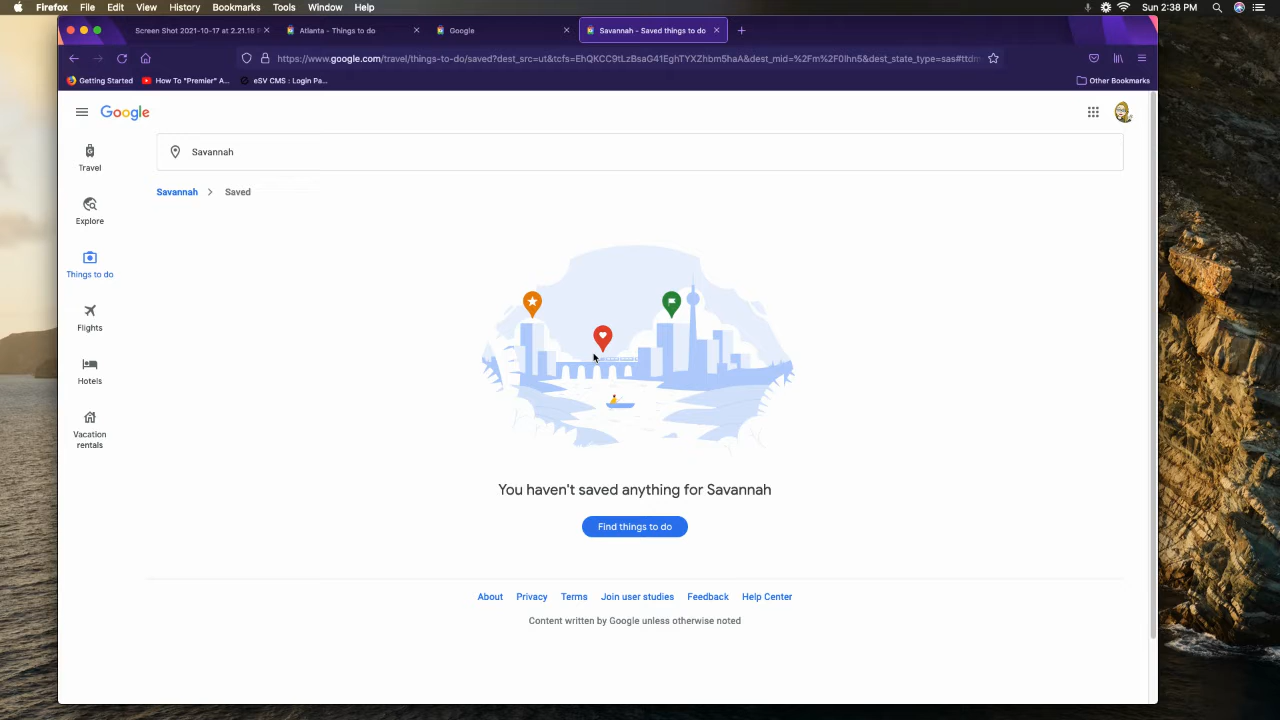 Firefox File Edit View History Bookmarks Tools Window Help Sun 2:38 PM
Screen Shot 2021-10-17 at 2.21.18 P Atlanta - Things to do Google Savannah - Saved things to do
https://www.google.com/travel/things-to-do/saved?dest_src=ut&tcfs=EhQKCC9tLzBsaG41EghTYXZhbm5haA&dest_mid=%2Fm%2F0lhn5&dest_state_type=sas#ttdm
Getting Started How To "Premier" A... eSV CMS : Login Pa... Other Bookmarks
Google
Travel
Savannah
Savannah > Saved
Explore
Things to do
Flights
Hotels
Vacation
rentals
You haven't saved anything for Savannah
Find things to do
About Privacy Terms Join user studies Feedback Help Center
Content written by Google unless otherwise noted